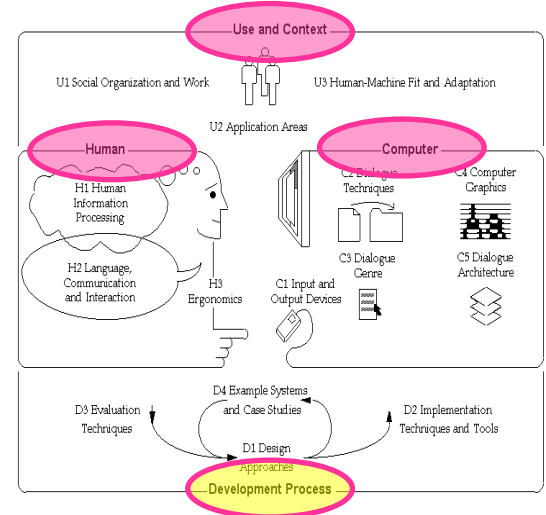 Use and Context
U1 Social Organization and Work
U3 Human-Machine Fit and Adaptation
U2 Application Areas
Human
Computer
H1 Human
Information
Processing
C2 Dialogue
Techniques
C4 Computer
Graphics
H2 Language,
Communication
and Interaction
H3
Ergonomics
C1 Input and
Output Devices
C3 Dialogue
Genre
C5 Dialogue
Architecture
D3 Evaluation
Techniques
D4 Example Systems
and Case Studies
D2 Implementation
Techniques and Tools
D1 Design
Approaches
Development Process